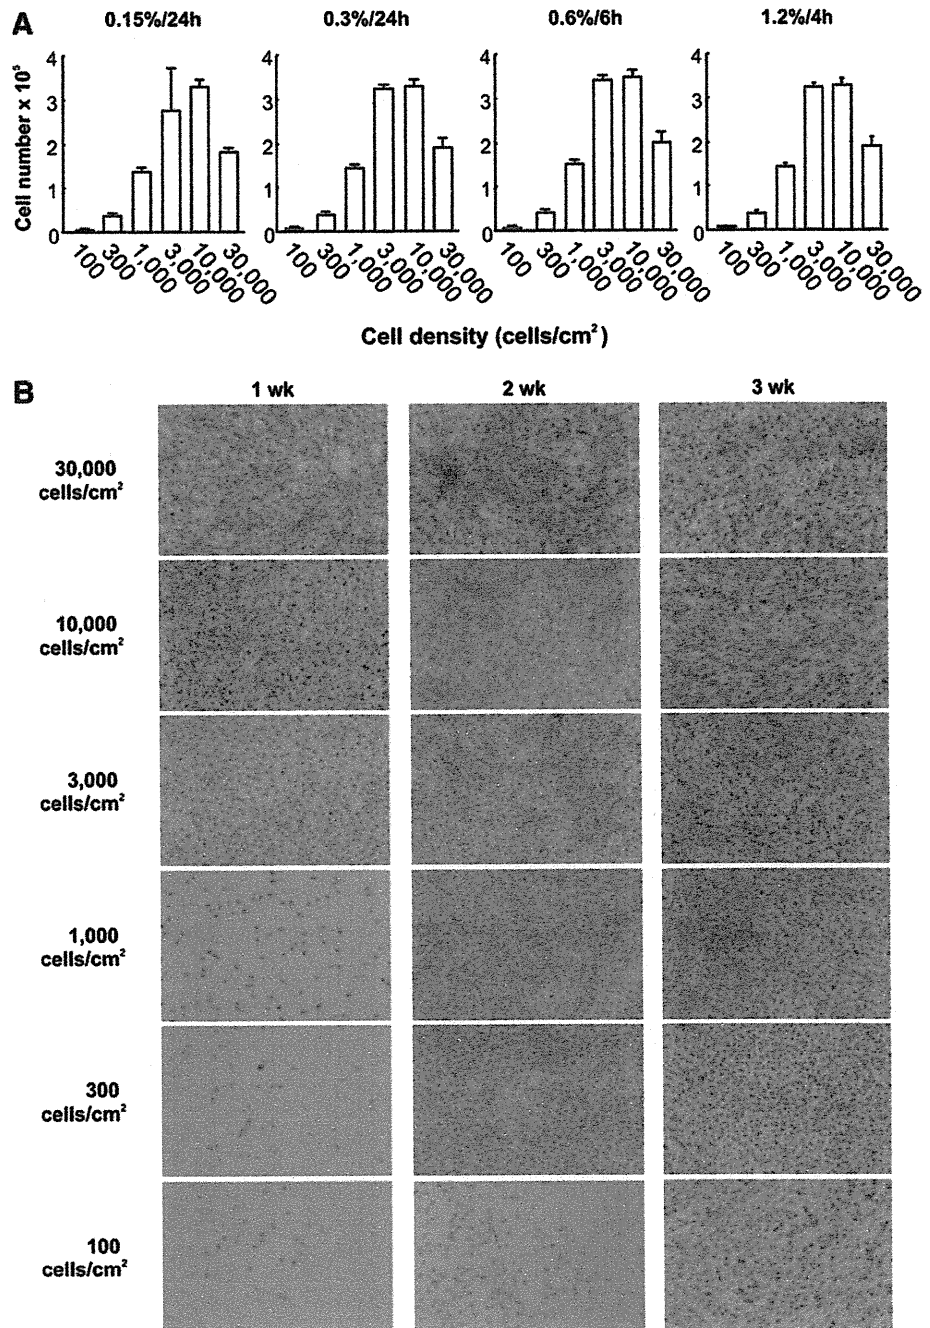 A
0.15%/24h 0.3%/24h 0.6%/6h 1.2%/4h
Cell number x 10⁵
4 4 4 4
3 3 3 3
2 2 2 2
1 1 1 1
0 0 0 0
100 300 1,000 3,000 10,000 30,000 100 300 1,000 3,000 10,000 30,000 100 300 1,000 3,000 10,000 30,000 100 300 1,000 3,000 10,000 30,000
Cell density (cells/cm²)
B
1 wk 2 wk 3 wk
30,000
cells/cm²
10,000
cells/cm²
3,000
cells/cm²
1,000
cells/cm²
300
cells/cm²
100
cells/cm²